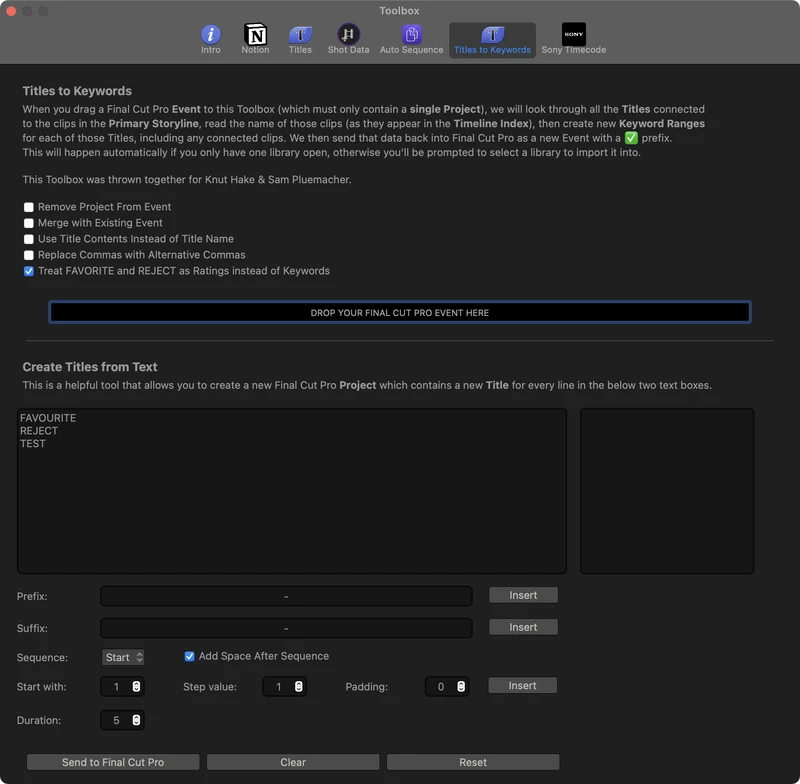 Toolbox
Intro
Notion
Titles
Shot Data
Auto Sequence
Titles to Keywords
SONY
Sony Timecode
Titles to Keywords
When you drag a Final Cut Pro Event to this Toolbox (which must only contain a single Project), we will look through all the Titles connected
to the clips in the Primary Storyline, read the name of those clips (as they appear in the Timeline Index), then create new Keyword Ranges
for each of those Titles, including any connected clips. We then send that data back into Final Cut Pro as a new Event with a ✅ prefix.
This will happen automatically if you only have one library open, otherwise you'll be prompted to select a library to import it into.
This Toolbox was thrown together for Knut Hake & Sam Pluemacher.
Remove Project From Event
Merge with Existing Event
Use Title Contents Instead of Title Name
Replace Commas with Alternative Commas
Treat FAVORITE and REJECT as Ratings instead of Keywords
DROP YOUR FINAL CUT PRO EVENT HERE
Create Titles from Text
This is a helpful tool that allows you to create a new Final Cut Pro Project which contains a new Title for every line in the below two text boxes.
FAVOURITE
REJECT
TEST
Prefix: - Insert
Suffix: - Insert
Sequence: Start Add Space After Sequence
Start with: 1 Step value: 1 Padding: 0 Insert
Duration: 5
Send to Final Cut Pro Clear Reset